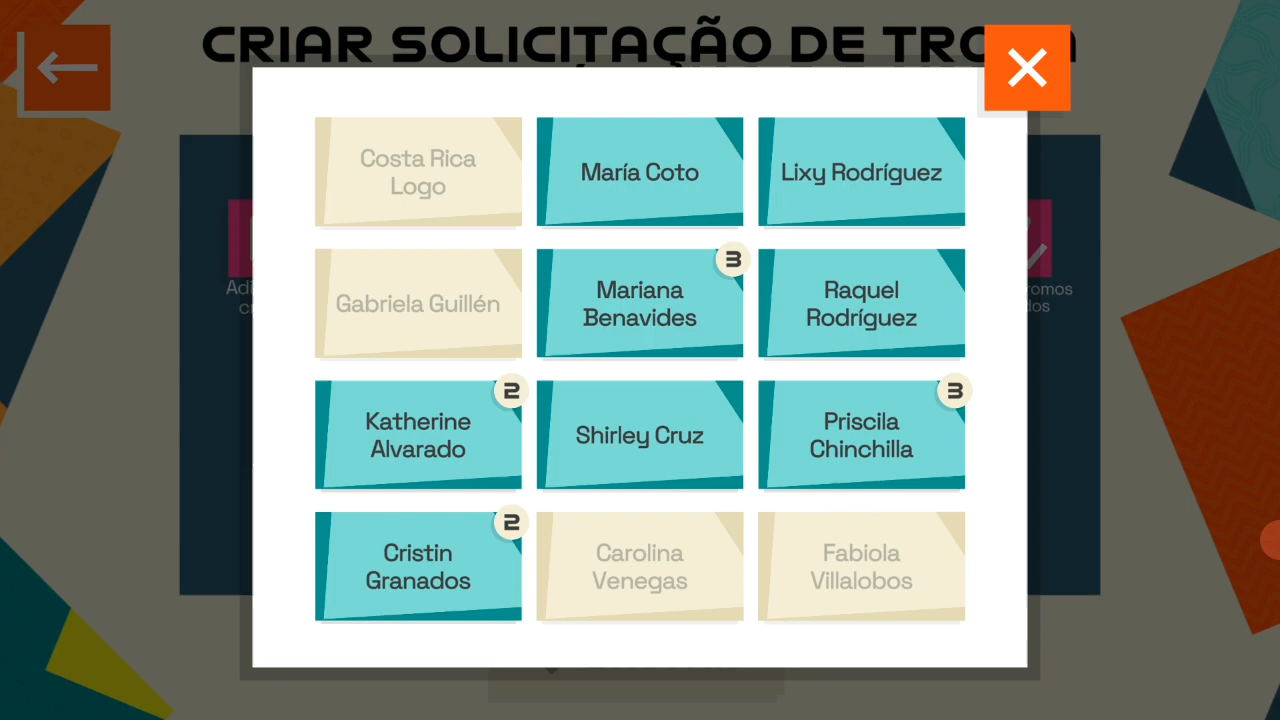 CRIAR SOLICITAÇÃO DE
Costa Rica
Logo
María Coto
Lixy Rodríguez
Gabriela Guillén
3
Mariana
Benavides
Raquel
Rodríguez
2
Katherine
Alvarado
Shirley Cruz
3
Priscila
Chinchilla
2
Cristin
Granados
Carolina
Venegas
Fabiola
Villalobos